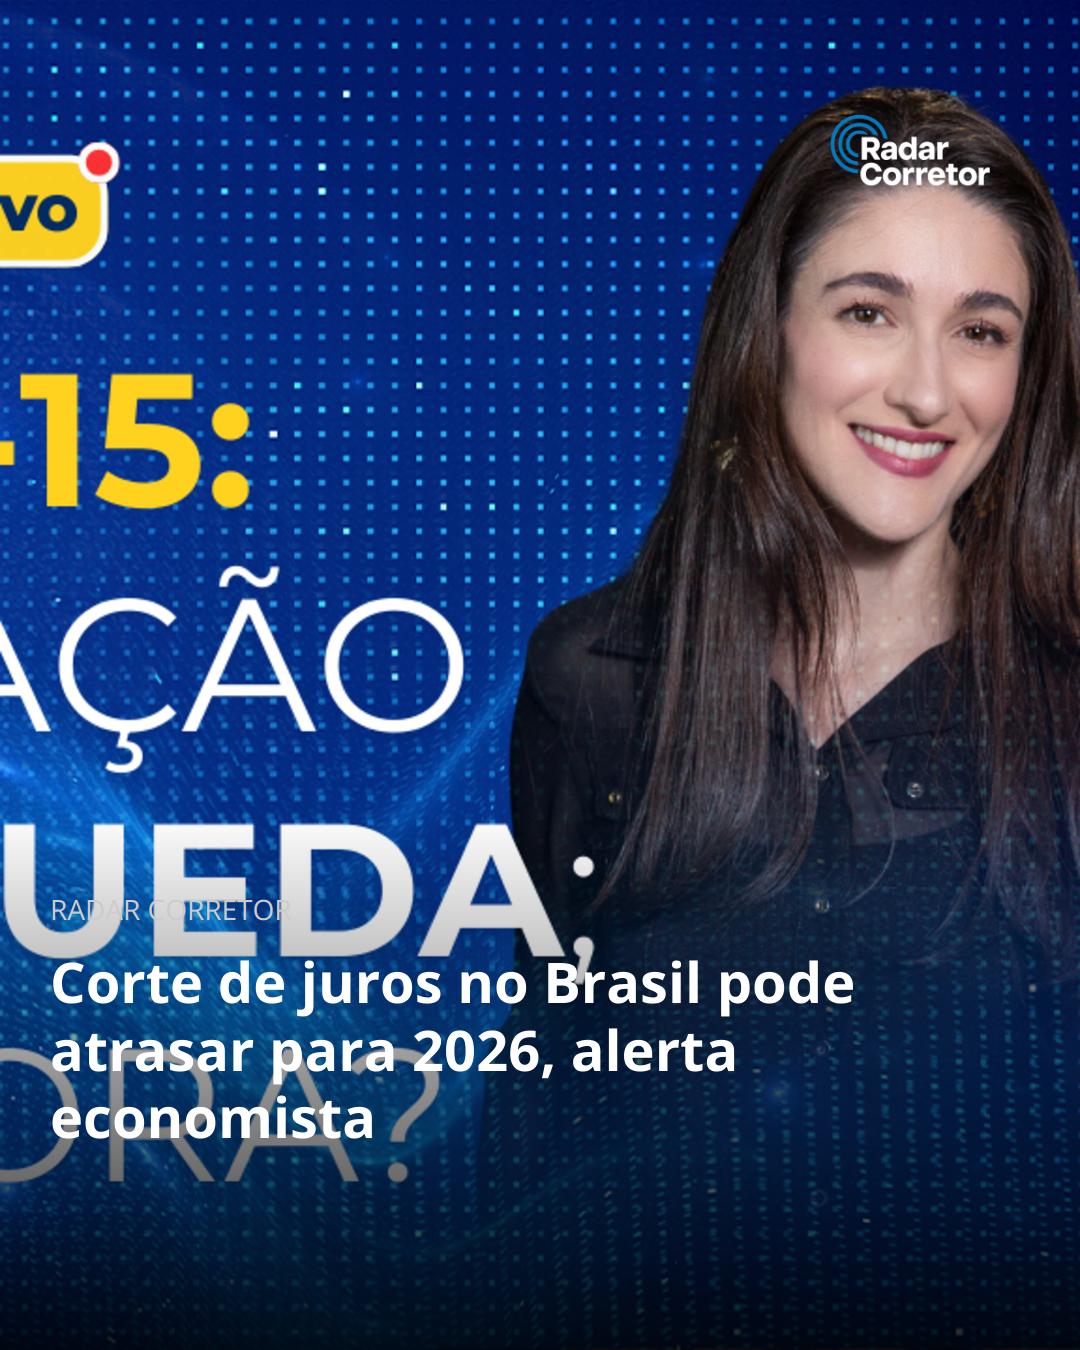 Radar
Corretor
vo
-15:
AÇÃO
UEDA;
RADAR CORRETOR
Corte de juros no Brasil pode
atrasar para 2026, alerta
economista
ORA?